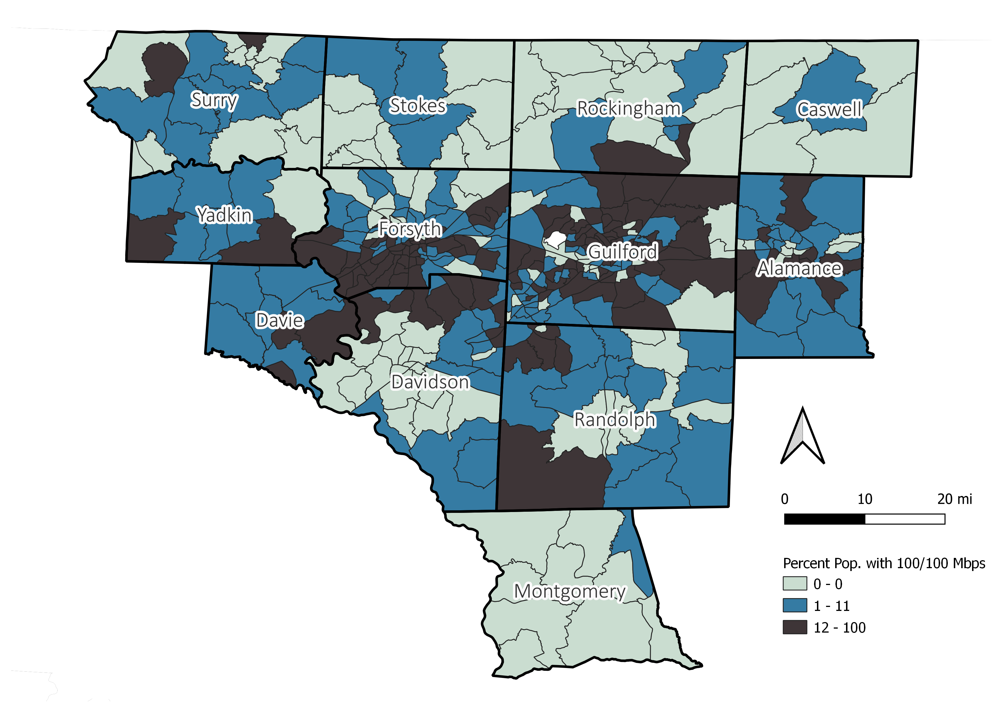 Surry
Stokes
Rockingham
Caswell
Yadkin
Forsyth
Guilford
Alamance
Davie
Davidson
Randolph
Montgomery
0 10 20 mi
Percent Pop. with 100/100 Mbps
0 - 0
1 - 11
12 - 100